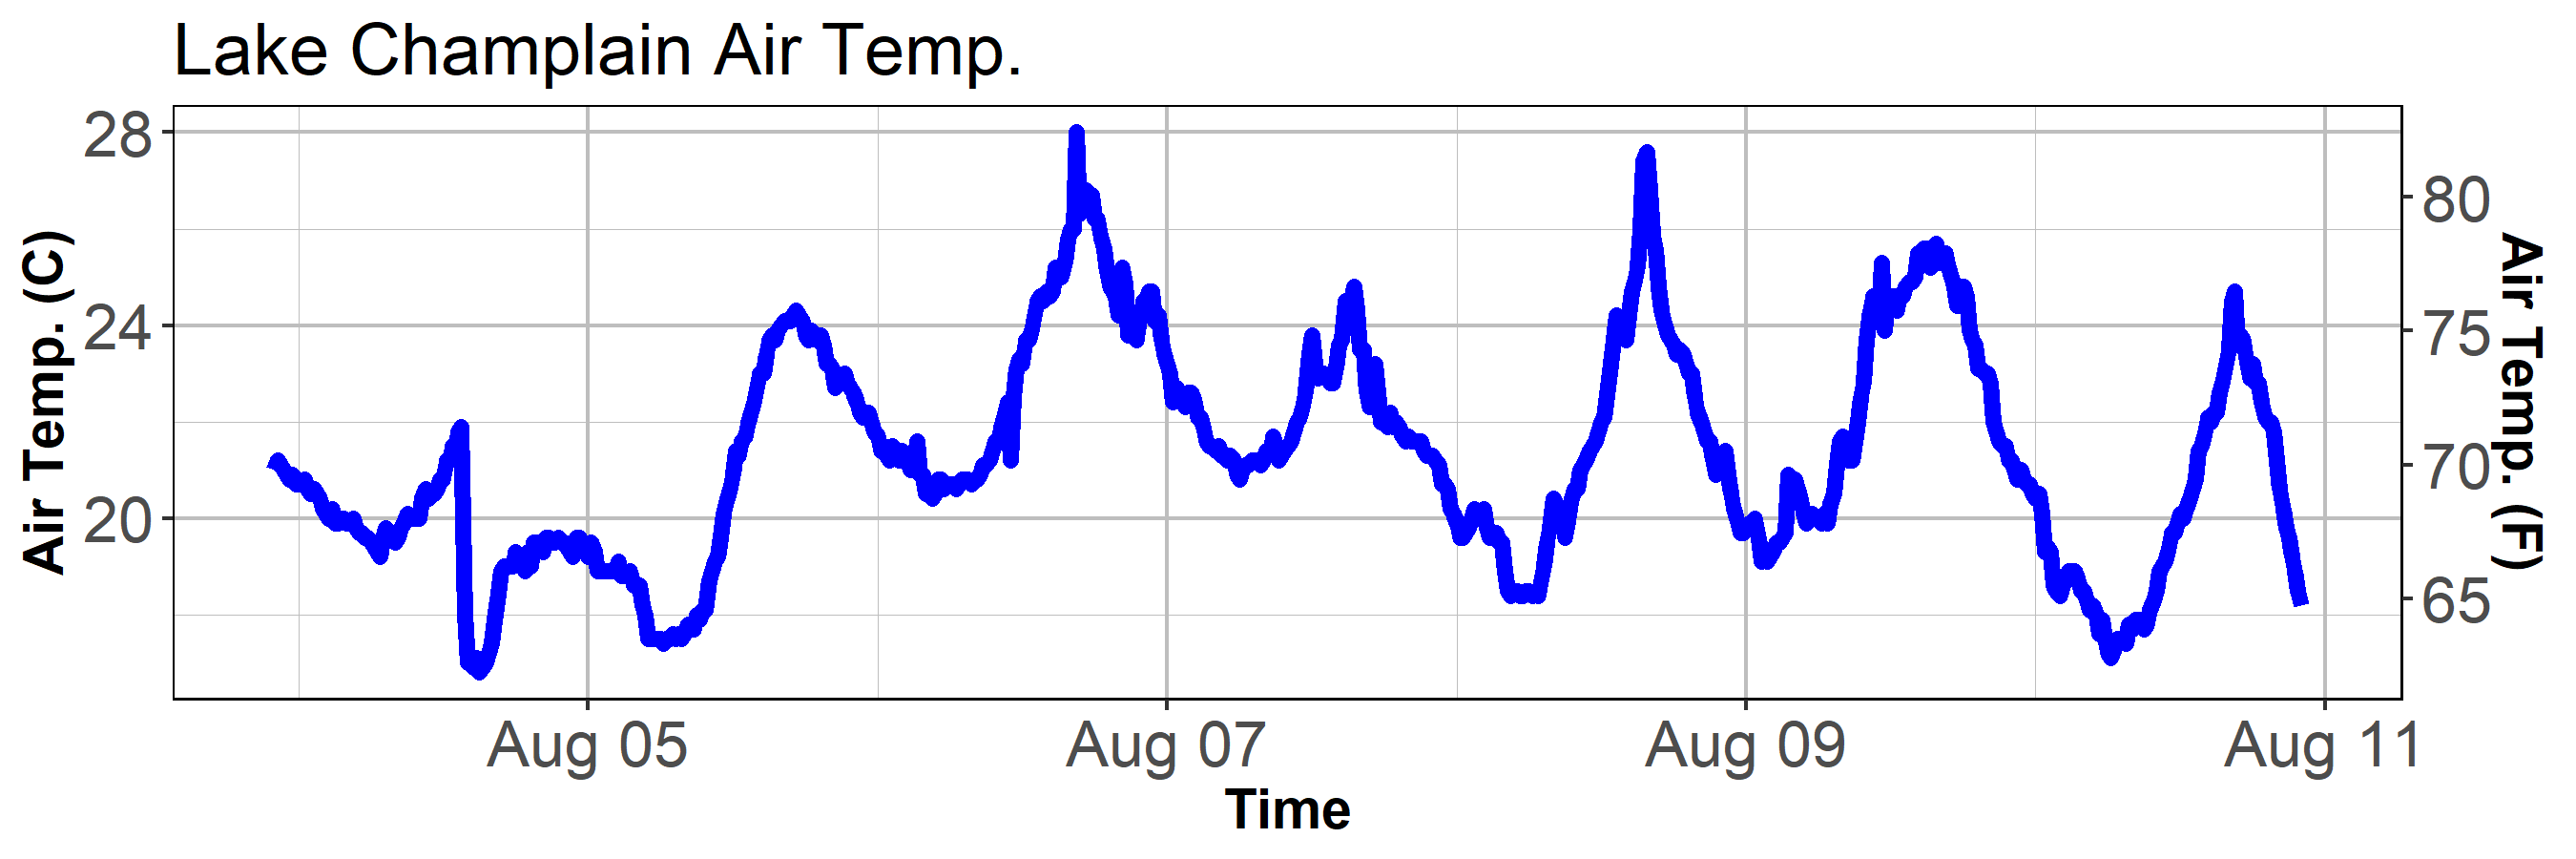 Lake Champlain Air Temp.
28
24
20
Air Temp. (C)
80
75
70
65
Air Temp. (F)
Aug 05
Aug 07
Aug 09
Aug 11
Time